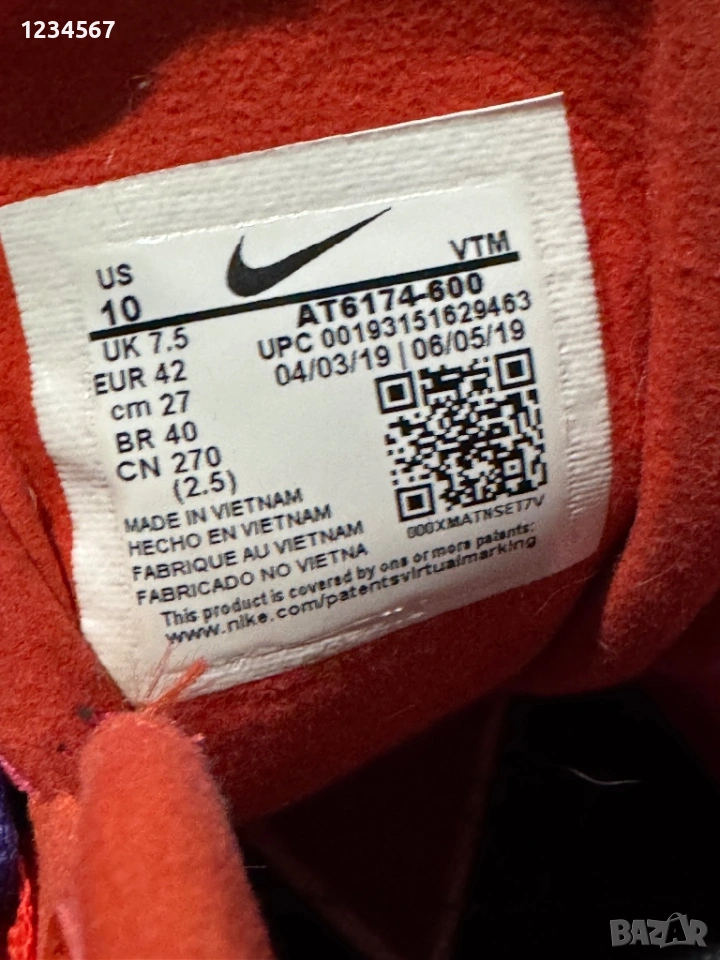 1234567
US
10
VTM
AT6174-600
UPC 00193151629463
04/03/19 | 06/05/19
UK 7.5
EUR 42
cm 27
BR 40
CN 270
(2.5)
000XMATNSET7V
MADE IN VIETNAM
HECHO EN VIETNAM
FABRIQUE AU VIETNAM
FABRICADO NO VIETNA
This product is covered by one or more patents:
www.nike.com/patentsvirtualmarking
BAZAR